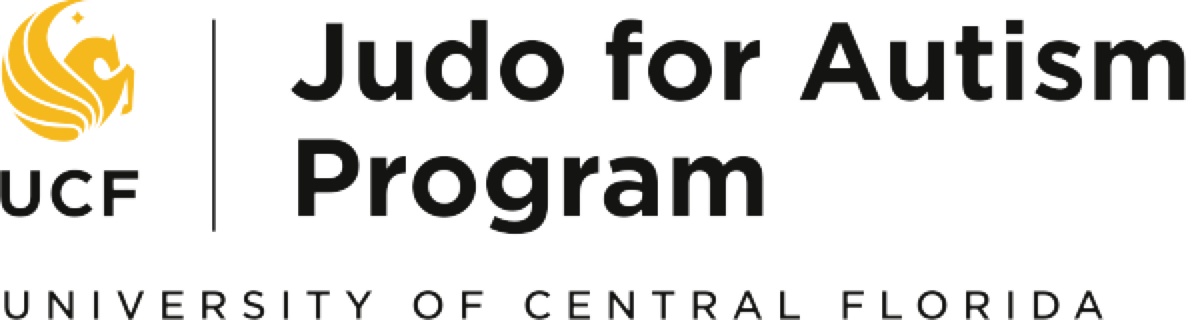 Judo for Autism
Program
UCF
UNIVERSITY OF CENTRAL FLORIDA